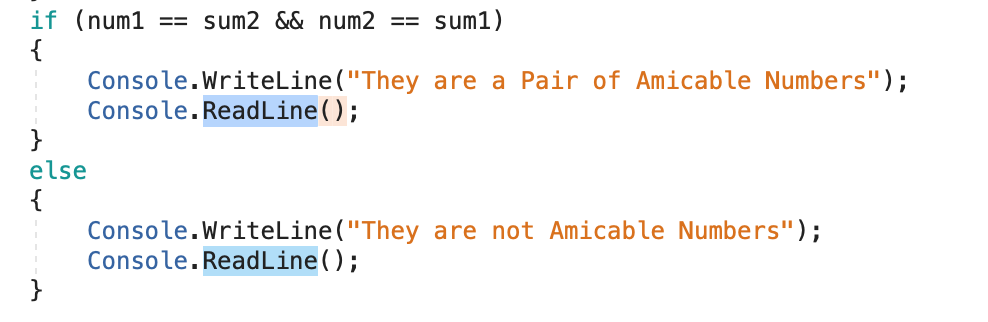 if (num1 == sum2 && num2 == sum1)
{
    Console.WriteLine("They are a Pair of Amicable Numbers");
    Console.ReadLine();
}
else
{
    Console.WriteLine("They are not Amicable Numbers");
    Console.ReadLine();
}